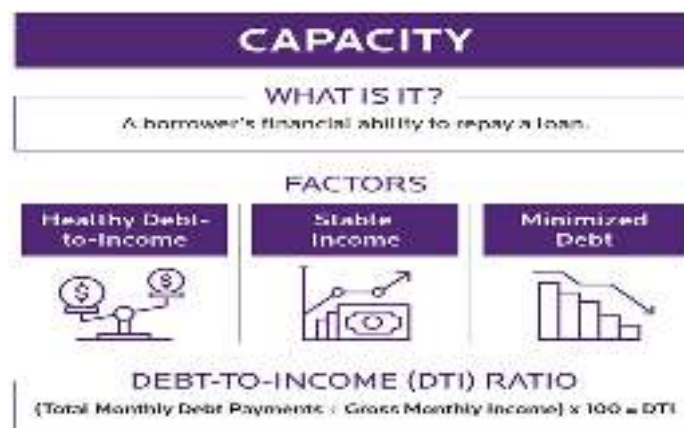 CAPACITY
WHAT IS IT?
A borrower's financial ability to repay a loan.
FACTORS
Healthy Debt-
to-Income
Stable
Income
Minimized
Debt
$
$
DEBT-TO-INCOME (DTI) RATIO
(Total Monthly Debt Payments ÷ Gross Monthly Income) x 100 = DTI